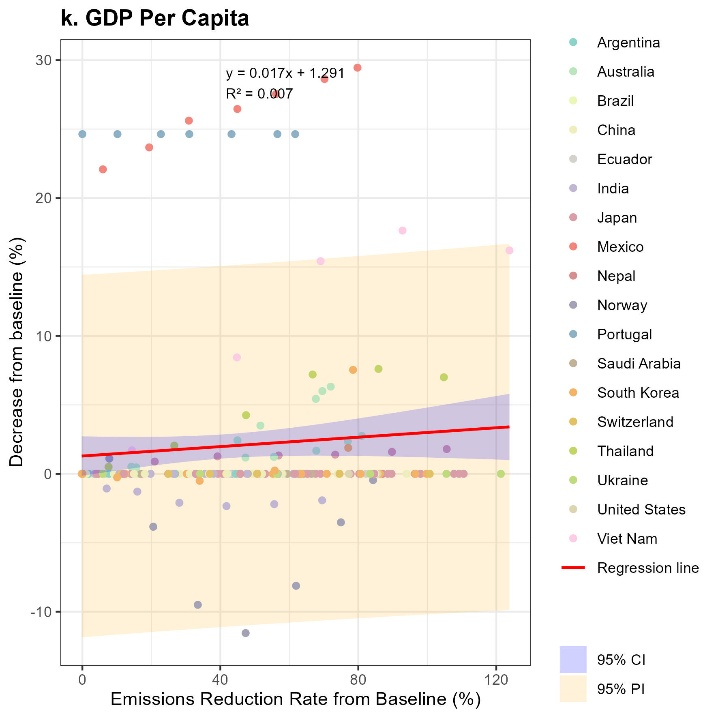 k. GDP Per Capita
y = 0.017x + 1.291
R² = 0.007
30
20
10
0
-10
Decrease from baseline (%)
0
40
80
120
Emissions Reduction Rate from Baseline (%)
Argentina
Australia
Brazil
China
Ecuador
India
Japan
Mexico
Nepal
Norway
Portugal
Saudi Arabia
South Korea
Switzerland
Thailand
Ukraine
United States
Viet Nam
Regression line
95% CI
95% PI